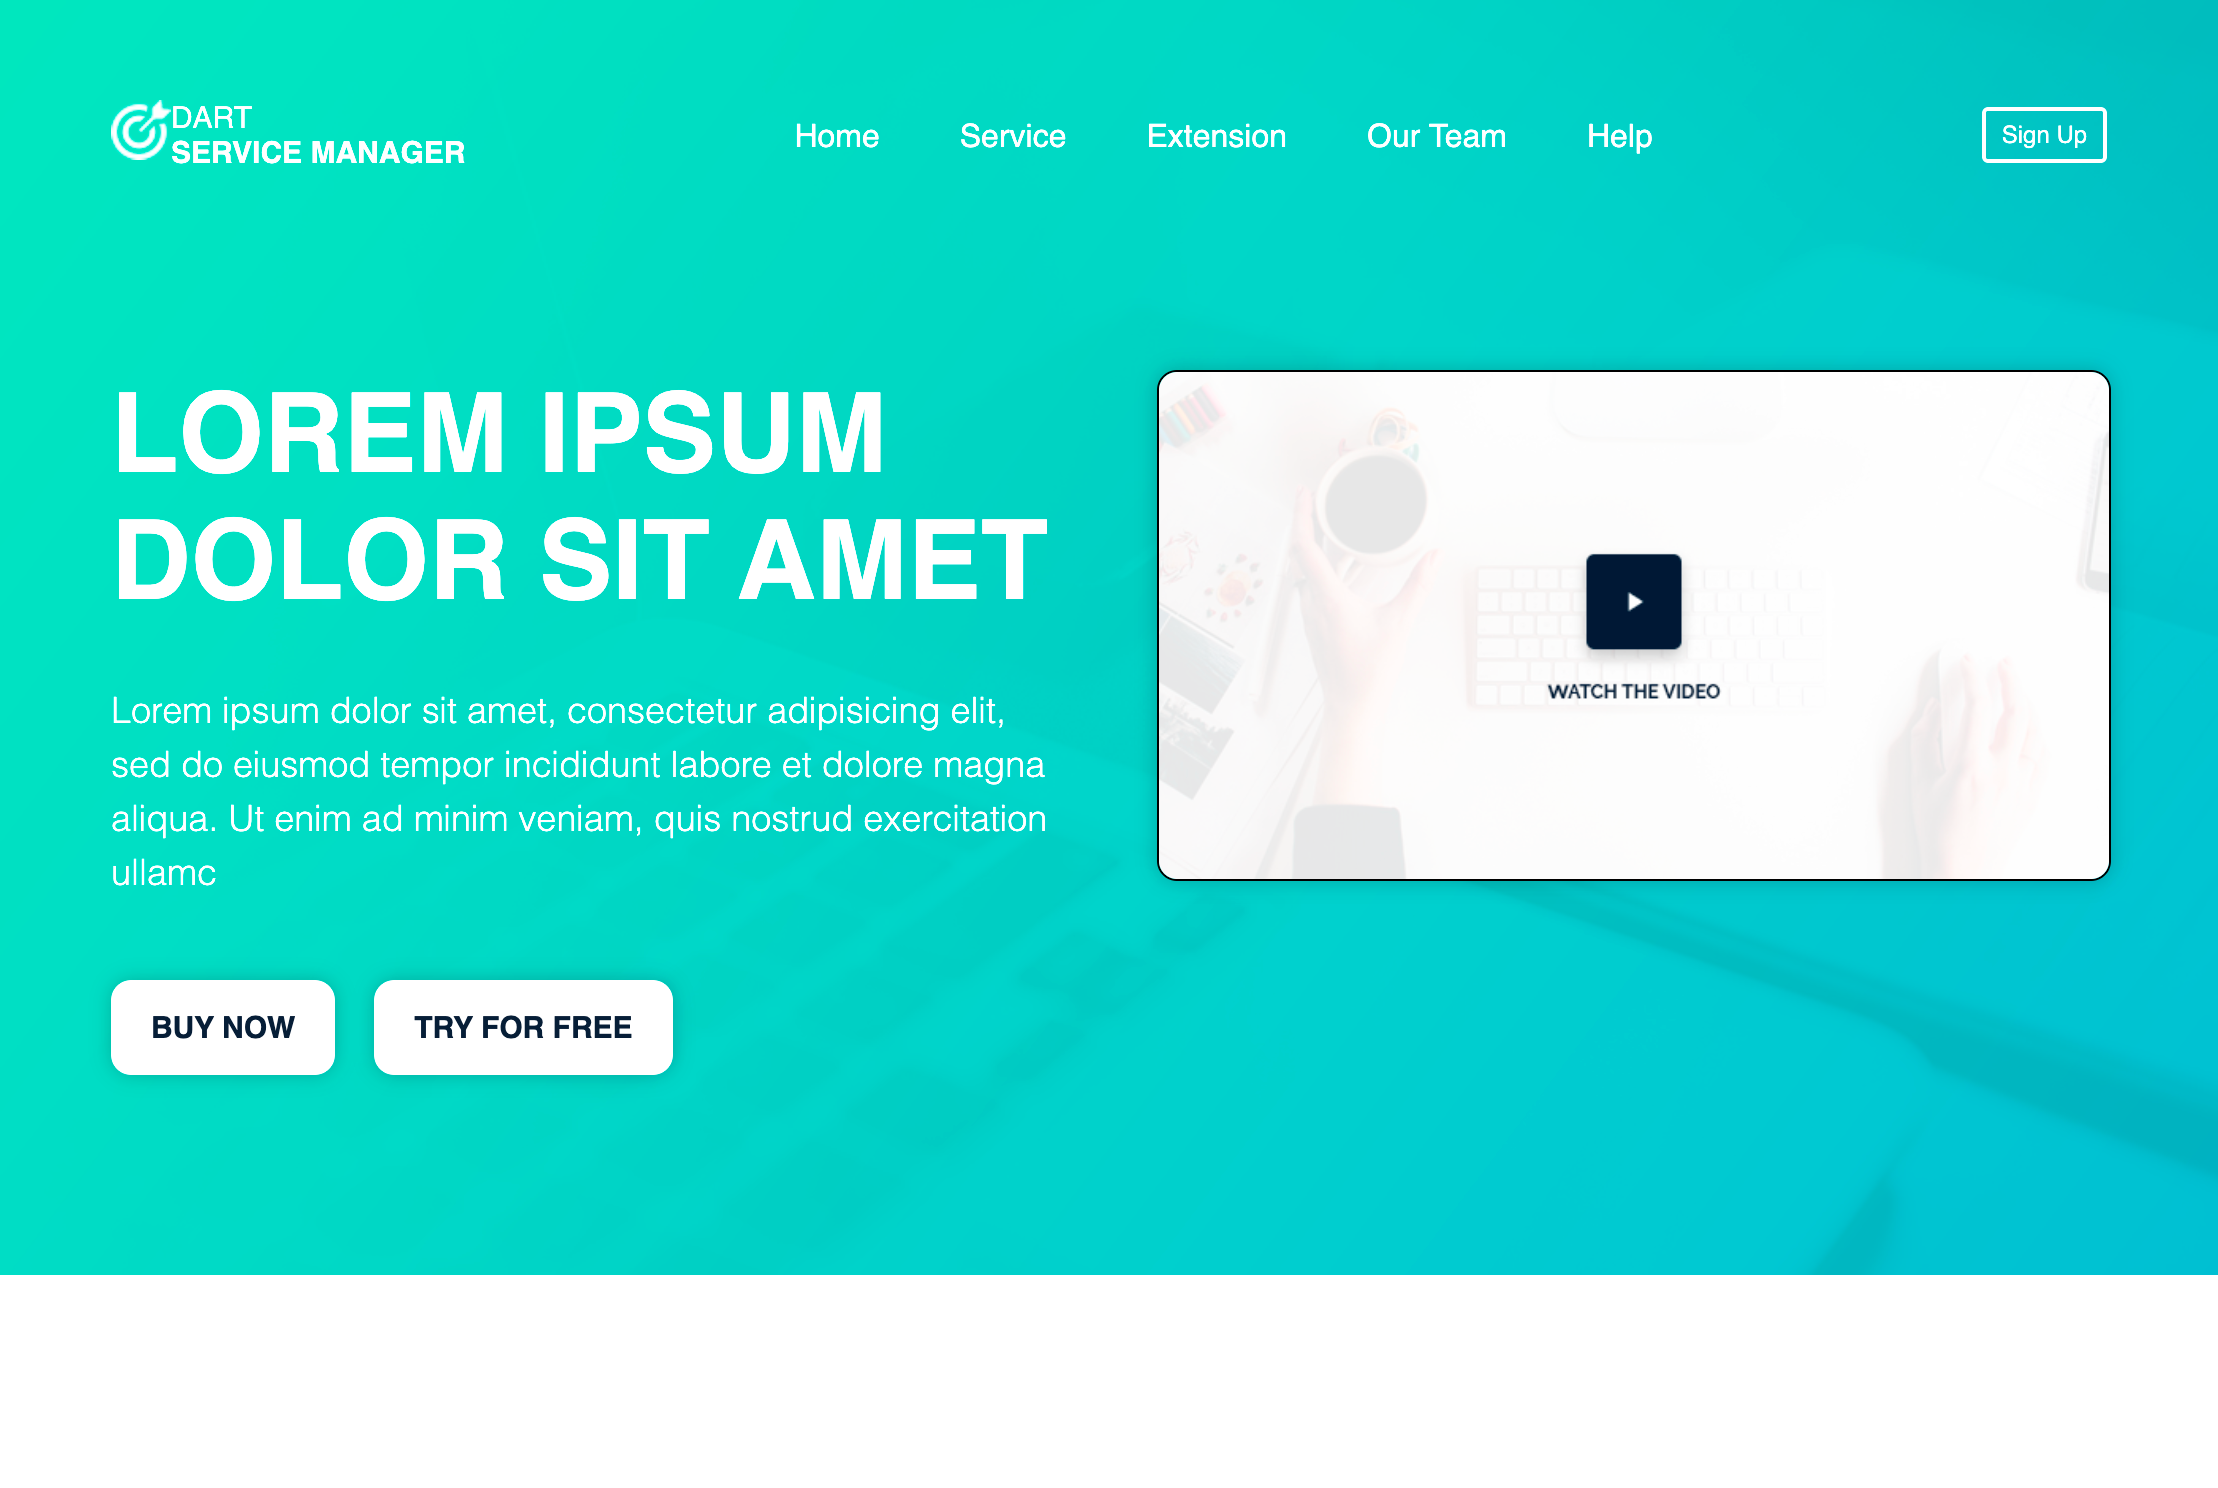 DART
SERVICE MANAGER
Home Service Extension Our Team Help
Sign Up
LOREM IPSUM
DOLOR SIT AMET
Lorem ipsum dolor sit amet, consectetur adipisicing elit,
sed do eiusmod tempor incididunt labore et dolore magna
aliqua. Ut enim ad minim veniam, quis nostrud exercitation
ullamc
WATCH THE VIDEO
BUY NOW
TRY FOR FREE